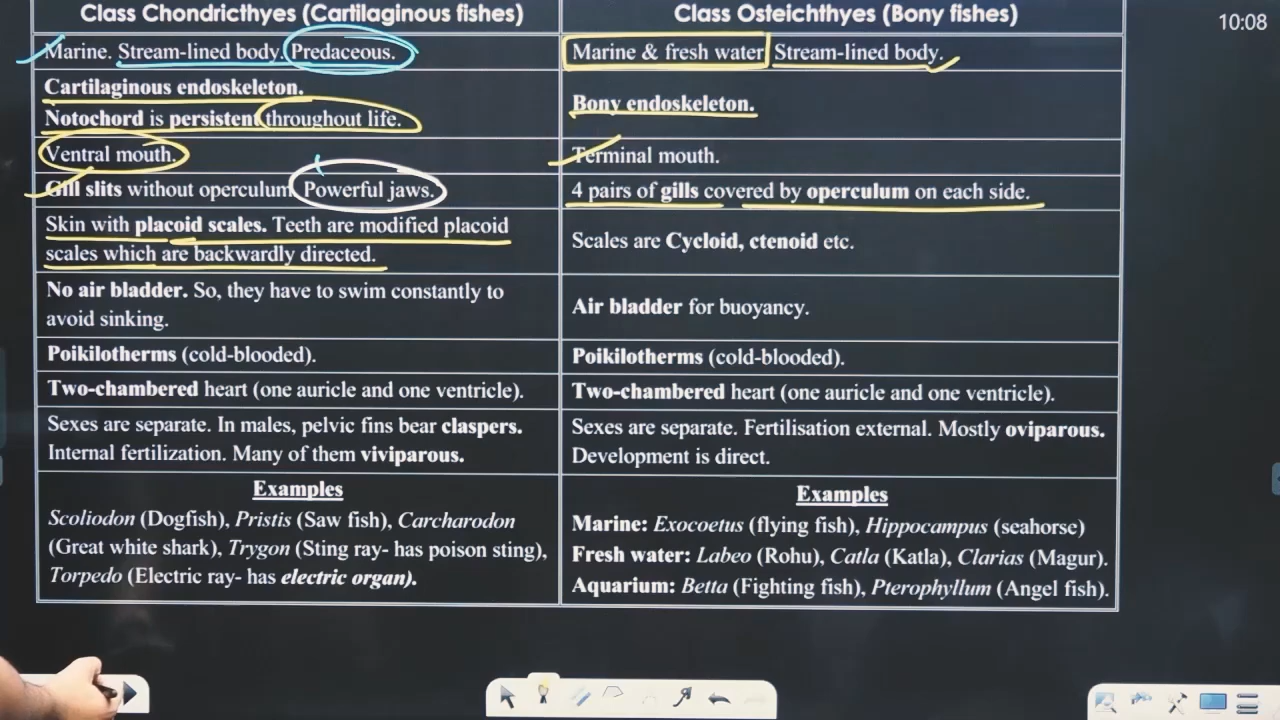 Class Chondricthyes (Cartilaginous fishes)
Class Osteichthyes (Bony fishes)
10:08
Marine. Stream-lined body. Predaceous.
Marine & fresh water Stream-lined body.
Cartilaginous endoskeleton.
Notochord is persistent throughout life.
Bony endoskeleton.
Ventral mouth.
Terminal mouth.
Gill slits without operculum Powerful jaws.
4 pairs of gills covered by operculum on each side.
Skin with placoid scales. Teeth are modified placoid
scales which are backwardly directed.
Scales are Cycloid, ctenoid etc.
No air bladder. So, they have to swim constantly to
avoid sinking.
Air bladder for buoyancy.
Poikilotherms (cold-blooded).
Poikilotherms (cold-blooded).
Two-chambered heart (one auricle and one ventricle).
Two-chambered heart (one auricle and one ventricle).
Sexes are separate. In males, pelvic fins bear claspers.
Internal fertilization. Many of them viviparous.
Sexes are separate. Fertilisation external. Mostly oviparous.
Development is direct.
Examples
Scoliodon (Dogfish), Pristis (Saw fish), Carcharodon
(Great white shark), Trygon (Sting ray- has poison sting),
Torpedo (Electric ray- has electric organ).
Examples
Marine: Exocoetus (flying fish), Hippocampus (seahorse)
Fresh water: Labeo (Rohu), Catla (Katla), Clarias (Magur).
Aquarium: Betta (Fighting fish), Pterophyllum (Angel fish).